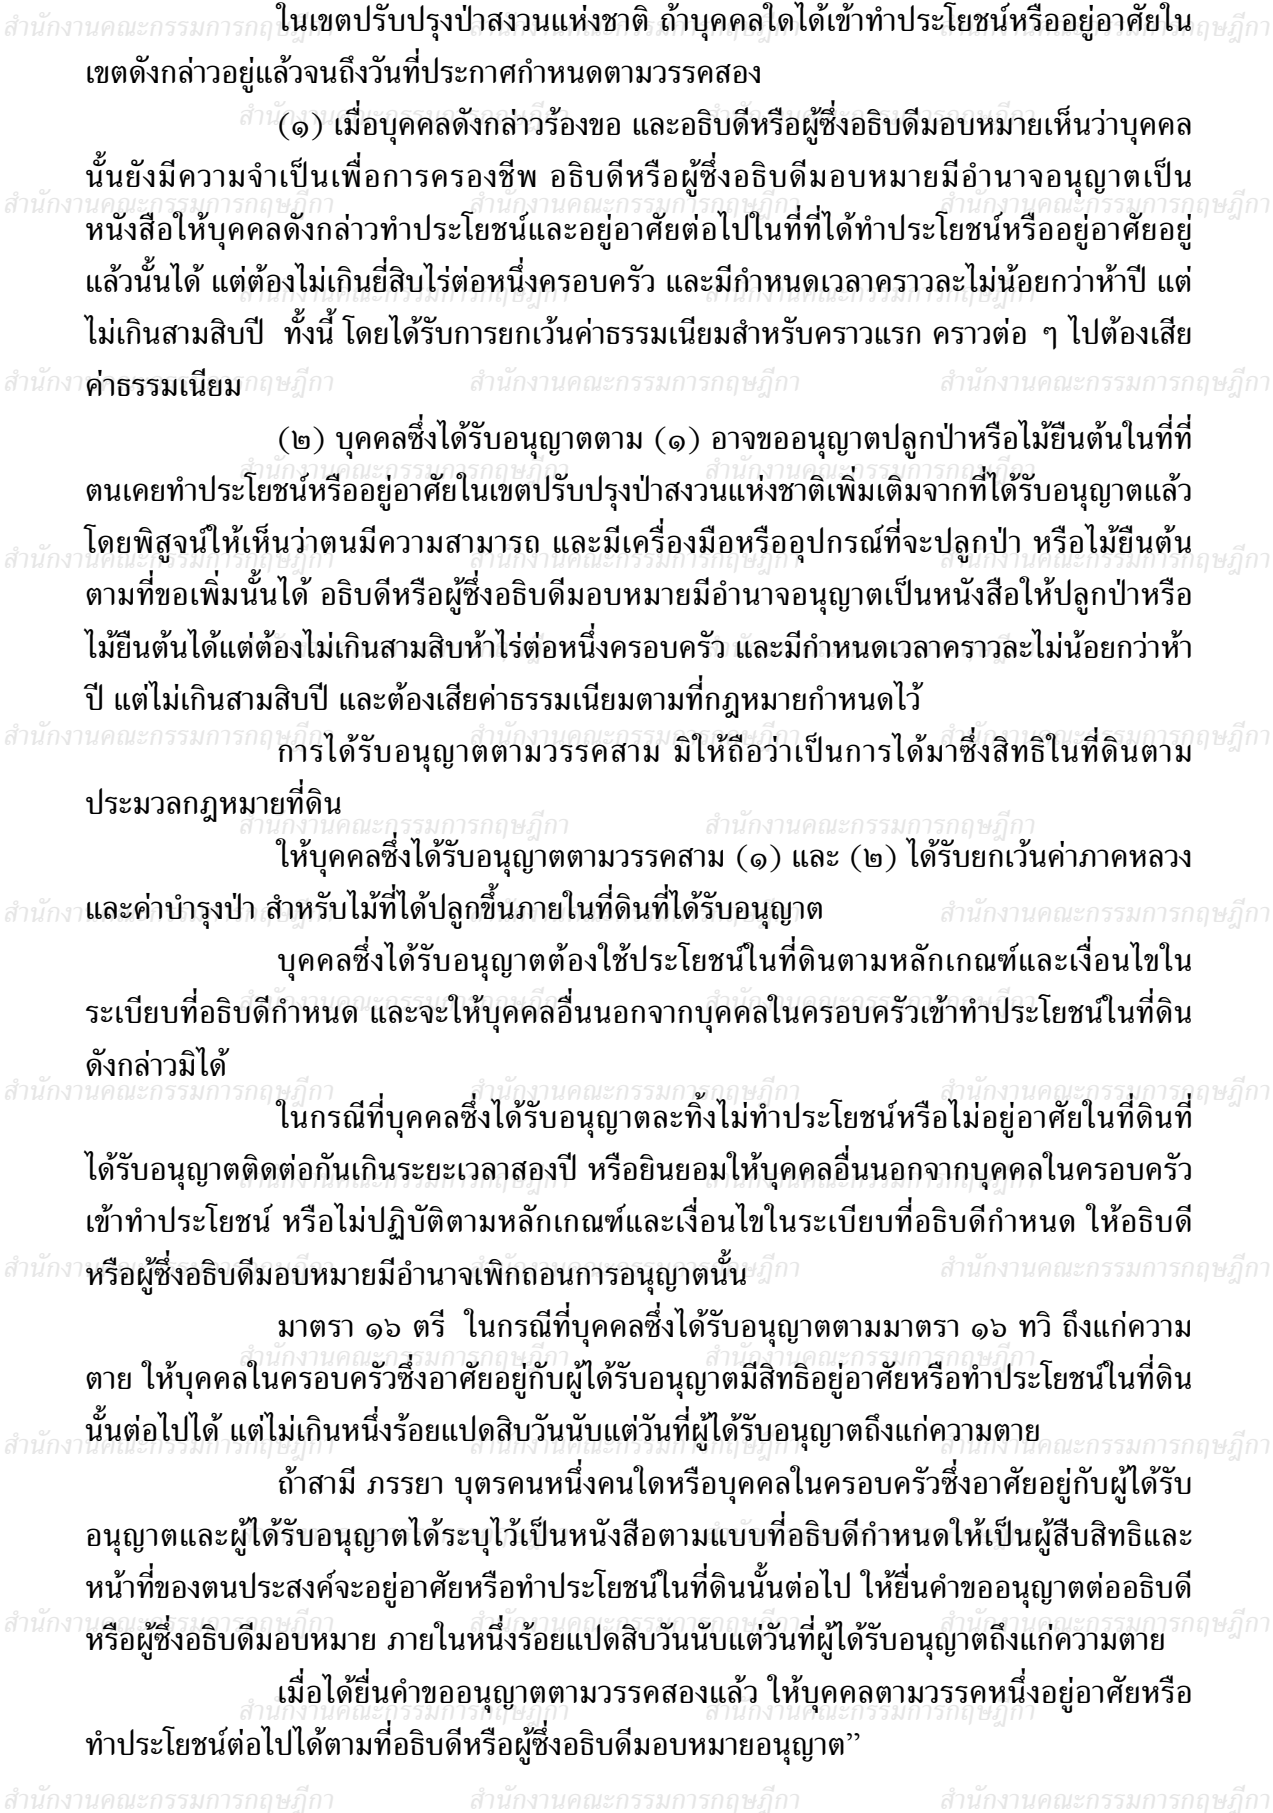 ในเขตปรับปรุงป่าสงวนแห่งชาติ ถ้าบุคคลใดได้เข้าทำประโยชน์หรืออยู่อาศัยใน
เขตดังกล่าวอยู่แล้วจนถึงวันที่ประกาศกำหนดตามวรรคสอง
(๑) เมื่อบุคคลดังกล่าวร้องขอ และอธิบดีหรือผู้ซึ่งอธิบดีมอบหมายเห็นว่าบุคคล
นั้นยังมีความจำเป็นเพื่อการครองชีพ อธิบดีหรือผู้ซึ่งอธิบดีมอบหมายมีอำนาจอนุญาตเป็น
หนังสือให้บุคคลดังกล่าวทำประโยชน์และอยู่อาศัยต่อไปในที่ที่ได้ทำประโยชน์หรืออยู่อาศัยอยู่
แล้วนั้นได้ แต่ต้องไม่เกินยี่สิบไร่ต่อหนึ่งครอบครัว และมีกำหนดเวลาคราวละไม่น้อยกว่าห้าปี แต่
ไม่เกินสามสิบปี ทั้งนี้ โดยได้รับการยกเว้นค่าธรรมเนียมสำหรับคราวแรก คราวต่อ ๆ ไปต้องเสีย
ค่าธรรมเนียม
(๒) บุคคลซึ่งได้รับอนุญาตตาม (๑) อาจขออนุญาตปลูกป่าหรือไม้ยืนต้นในที่ที่
ตนเคยทำประโยชน์หรืออยู่อาศัยในเขตปรับปรุงป่าสงวนแห่งชาติเพิ่มเติมจากที่ได้รับอนุญาตแล้ว
โดยพิสูจน์ให้เห็นว่าตนมีความสามารถ และมีเครื่องมือหรืออุปกรณ์ที่จะปลูกป่า หรือไม้ยืนต้น
ตามที่ขอเพิ่มนั้นได้ อธิบดีหรือผู้ซึ่งอธิบดีมอบหมายมีอำนาจอนุญาตเป็นหนังสือให้ปลูกป่าหรือ
ไม้ยืนต้นได้แต่ต้องไม่เกินสามสิบห้าไร่ต่อหนึ่งครอบครัว และมีกำหนดเวลาคราวละไม่น้อยกว่าห้า
ปี แต่ไม่เกินสามสิบปี และต้องเสียค่าธรรมเนียมตามที่กฎหมายกำหนดไว้
การได้รับอนุญาตตามวรรคสาม มิให้ถือว่าเป็นการได้มาซึ่งสิทธิในที่ดินตาม
ประมวลกฎหมายที่ดิน
ให้บุคคลซึ่งได้รับอนุญาตตามวรรคสาม (๑) และ (๒) ได้รับยกเว้นค่าภาคหลวง
และค่าบำรุงป่า สำหรับไม้ที่ได้ปลูกขึ้นภายในที่ดินที่ได้รับอนุญาต
บุคคลซึ่งได้รับอนุญาตต้องใช้ประโยชน์ในที่ดินตามหลักเกณฑ์และเงื่อนไขใน
ระเบียบที่อธิบดีกำหนด และจะให้บุคคลอื่นนอกจากบุคคลในครอบครัวเข้าทำประโยชน์ในที่ดิน
ดังกล่าวมิได้
ในกรณีที่บุคคลซึ่งได้รับอนุญาตละทิ้งไม่ทำประโยชน์หรือไม่อยู่อาศัยในที่ดินที่
ได้รับอนุญาตติดต่อกันเกินระยะเวลาสองปี หรือยินยอมให้บุคคลอื่นนอกจากบุคคลในครอบครัว
เข้าทำประโยชน์ หรือไม่ปฏิบัติตามหลักเกณฑ์และเงื่อนไขในระเบียบที่อธิบดีกำหนด ให้อธิบดี
หรือผู้ซึ่งอธิบดีมอบหมายมีอำนาจเพิกถอนการอนุญาตนั้น
มาตรา ๑๖ ตรี ในกรณีที่บุคคลซึ่งได้รับอนุญาตตามมาตรา ๑๖ ทวิ ถึงแก่ความ
ตาย ให้บุคคลในครอบครัวซึ่งอาศัยอยู่กับผู้ได้รับอนุญาตมีสิทธิอยู่อาศัยหรือทำประโยชน์ในที่ดิน
นั้นต่อไปได้ แต่ไม่เกินหนึ่งร้อยแปดสิบวันนับแต่วันที่ผู้ได้รับอนุญาตถึงแก่ความตาย
ถ้าสามี ภรรยา บุตรคนหนึ่งคนใดหรือบุคคลในครอบครัวซึ่งอาศัยอยู่กับผู้ได้รับ
อนุญาตและผู้ได้รับอนุญาตได้ระบุไว้เป็นหนังสือตามแบบที่อธิบดีกำหนดให้เป็นผู้สืบสิทธิและ
หน้าที่ของตนประสงค์จะอยู่อาศัยหรือทำประโยชน์ในที่ดินนั้นต่อไป ให้ยื่นคำขออนุญาตต่ออธิบดี
หรือผู้ซึ่งอธิบดีมอบหมาย ภายในหนึ่งร้อยแปดสิบวันนับแต่วันที่ผู้ได้รับอนุญาตถึงแก่ความตาย
เมื่อได้ยื่นคำขออนุญาตตามวรรคสองแล้ว ให้บุคคลตามวรรคหนึ่งอยู่อาศัยหรือ
ทำประโยชน์ต่อไปได้ตามที่อธิบดีหรือผู้ซึ่งอธิบดีมอบหมายอนุญาต”
สำนักงานคณะกรรมการกฤษฎีกา สำนักงานคณะกรรมการกฤษฎีกา สำนักงานคณะกรรมการกฤษฎีกา